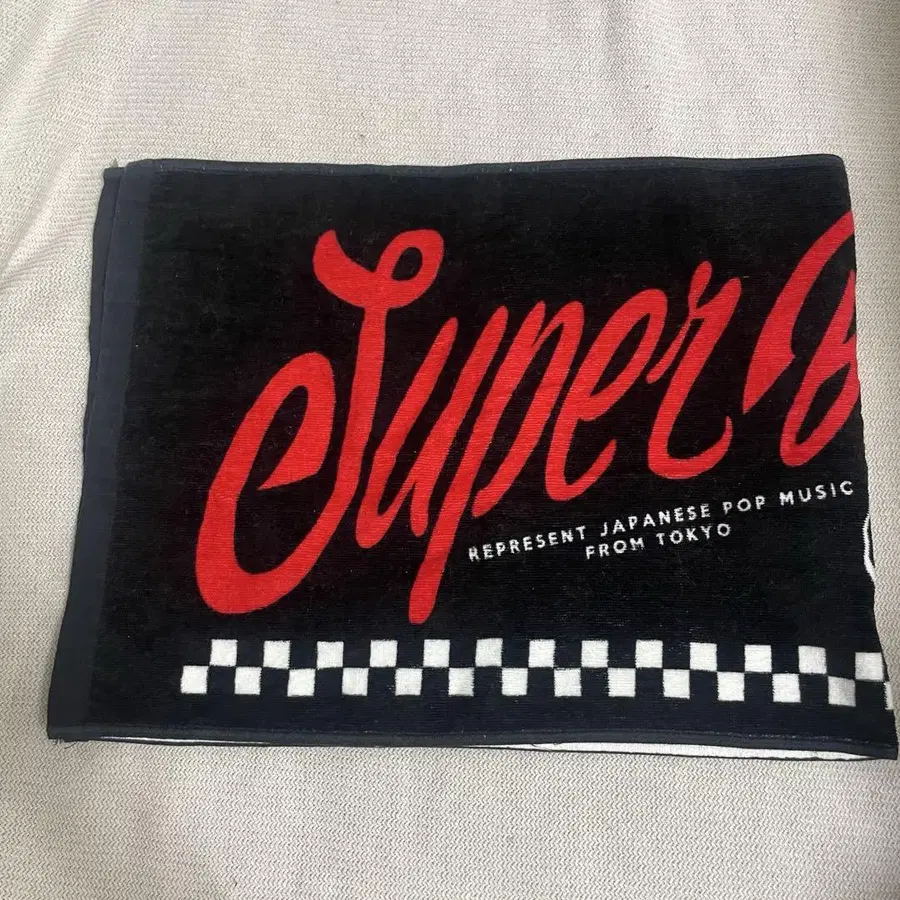 Super
REPRESENT JAPANESE POP MUSIC
FROM TOKYO